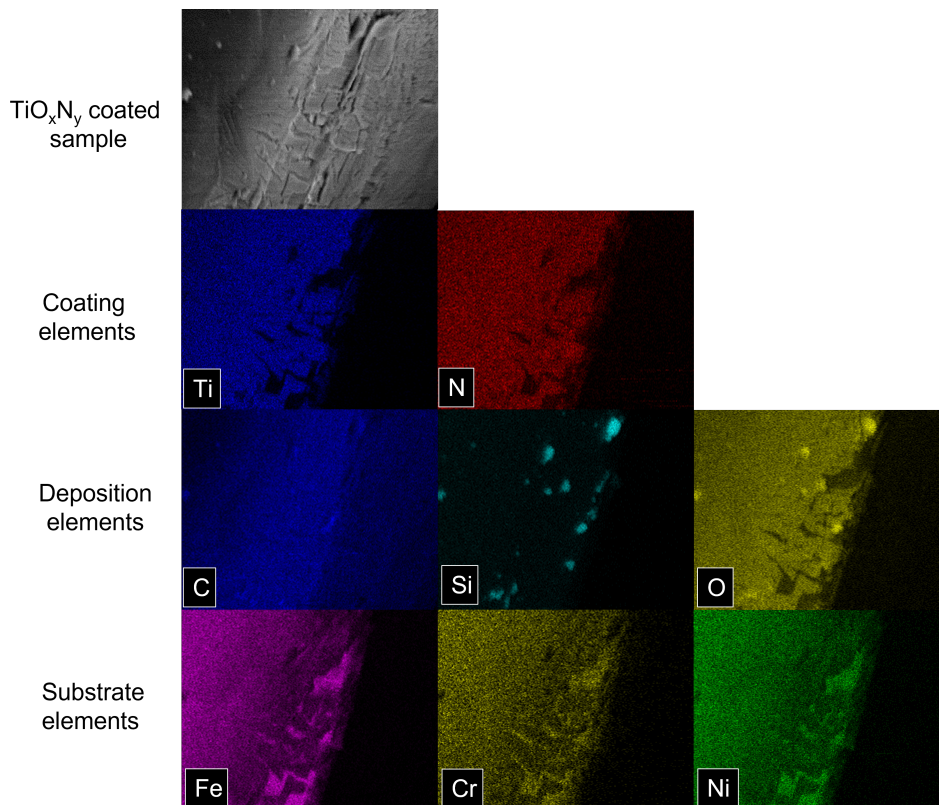 TiOxNy coated
sample
Coating
elements
Ti
N
Deposition
elements
C
Si
O
Substrate
elements
Fe
Cr
Ni